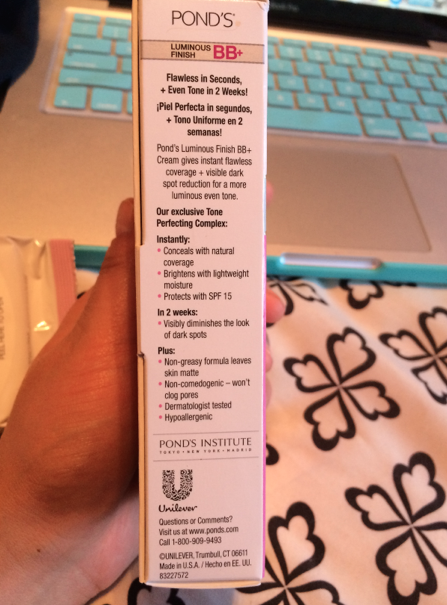 POND'S
LUMINOUS
FINISH BB+
Flawless in Seconds,
+ Even Tone in 2 Weeks!
¡Piel Perfecta in segundos,
+ Tono Uniforme en 2
semanas!
Pond's Luminous Finish BB+
Cream gives instant flawless
coverage + visible dark
spot reduction for a more
luminous even tone.
Our exclusive Tone
Perfecting Complex:
Instantly:
• Conceals with natural
coverage
• Brightens with lightweight
moisture
• Protects with SPF 15
In 2 weeks:
• Visibly diminishes the look
of dark spots
Plus:
• Non-greasy formula leaves
skin matte
• Non-comedogenic – won't
clog pores
• Dermatologist tested
• Hypoallergenic
POND'S INSTITUTE
TOKYO • NEW YORK • MADRID
Unilever
Questions or Comments?
Visit us at www.ponds.com
Call 1-800-909-9493
©UNILEVER, Trumbull, CT 06611
Made in U.S.A. / Hecho en EE. UU.
83227572